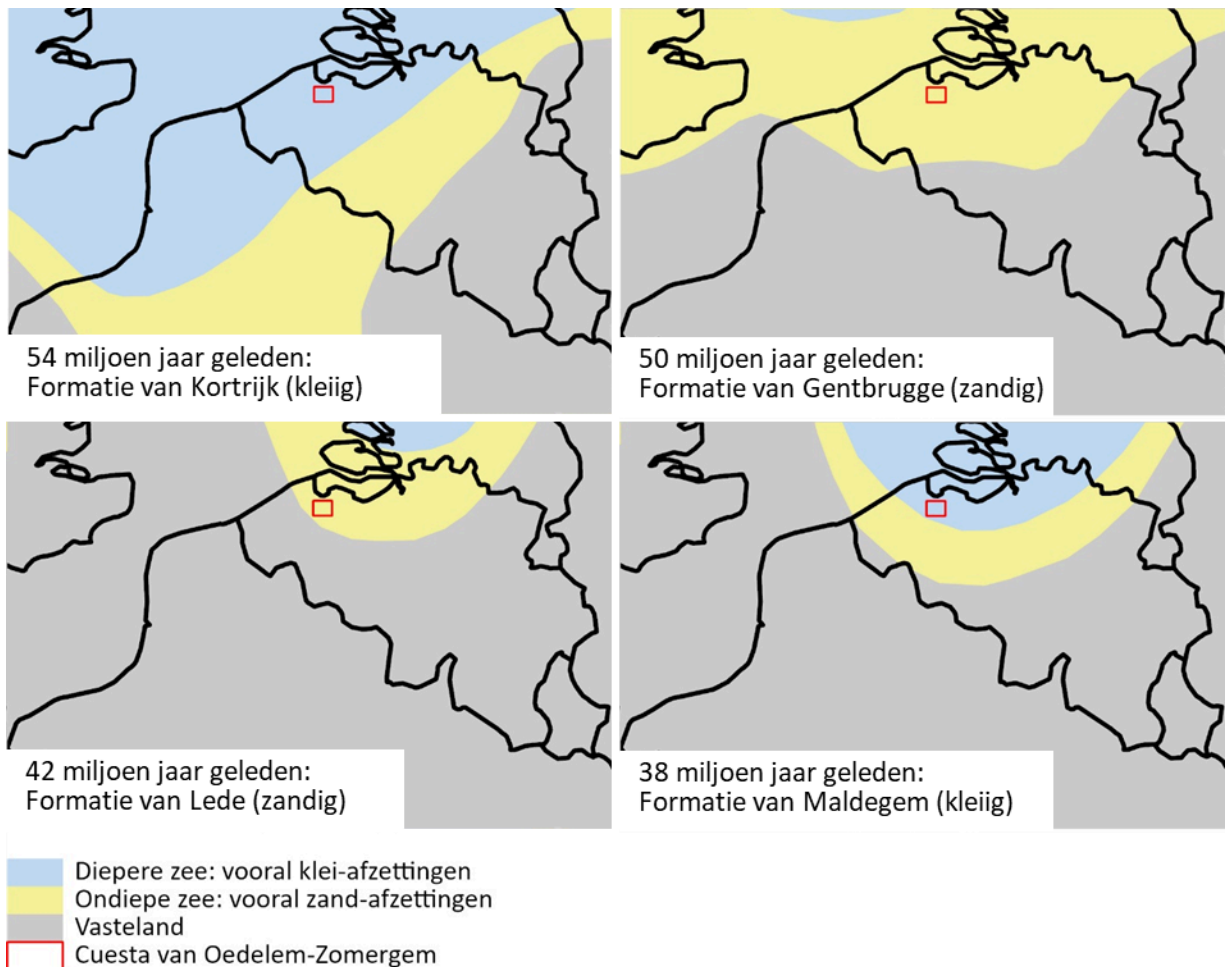 54 miljoen jaar geleden:
Formatie van Kortrijk (kleiig)
50 miljoen jaar geleden:
Formatie van Gentbrugge (zandig)
42 miljoen jaar geleden:
Formatie van Lede (zandig)
38 miljoen jaar geleden:
Formatie van Maldegem (kleiig)
Diepere zee: vooral klei-afzettingen
Ondiepe zee: vooral zand-afzettingen
Vasteland
Cuesta van Oedelem-Zomergem